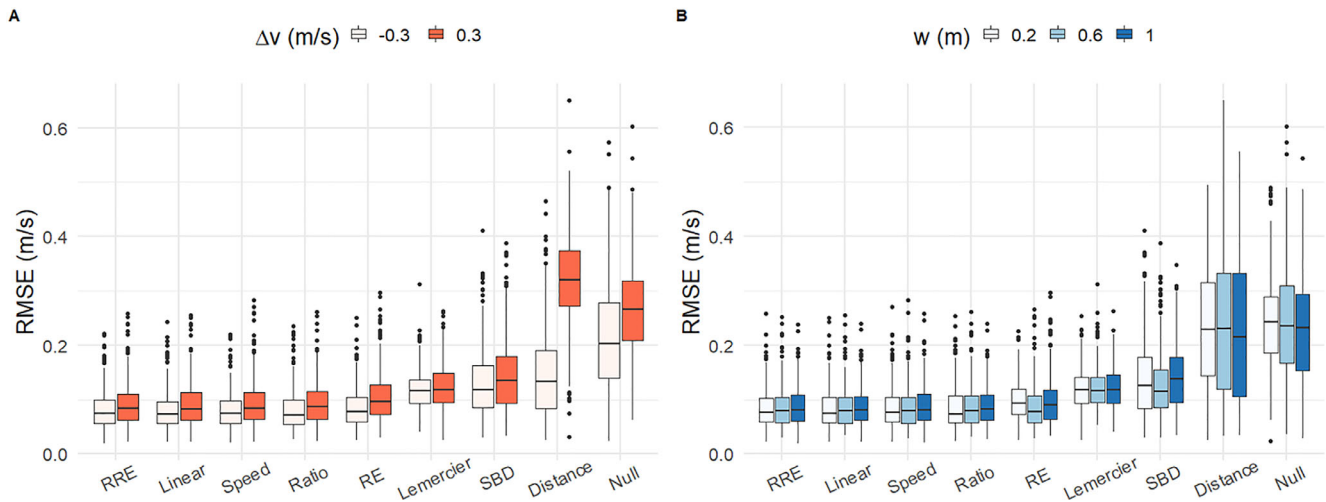 A
Δv (m/s) -0.3 0.3
RMSE (m/s)
0.6
0.4
0.2
0.0
RRE Linear Speed Ratio RE Lemercier SBD Distance Null
B
w (m) 0.2 0.6 1
RMSE (m/s)
0.6
0.4
0.2
0.0
RRE Linear Speed Ratio RE Lemercier SBD Distance Null